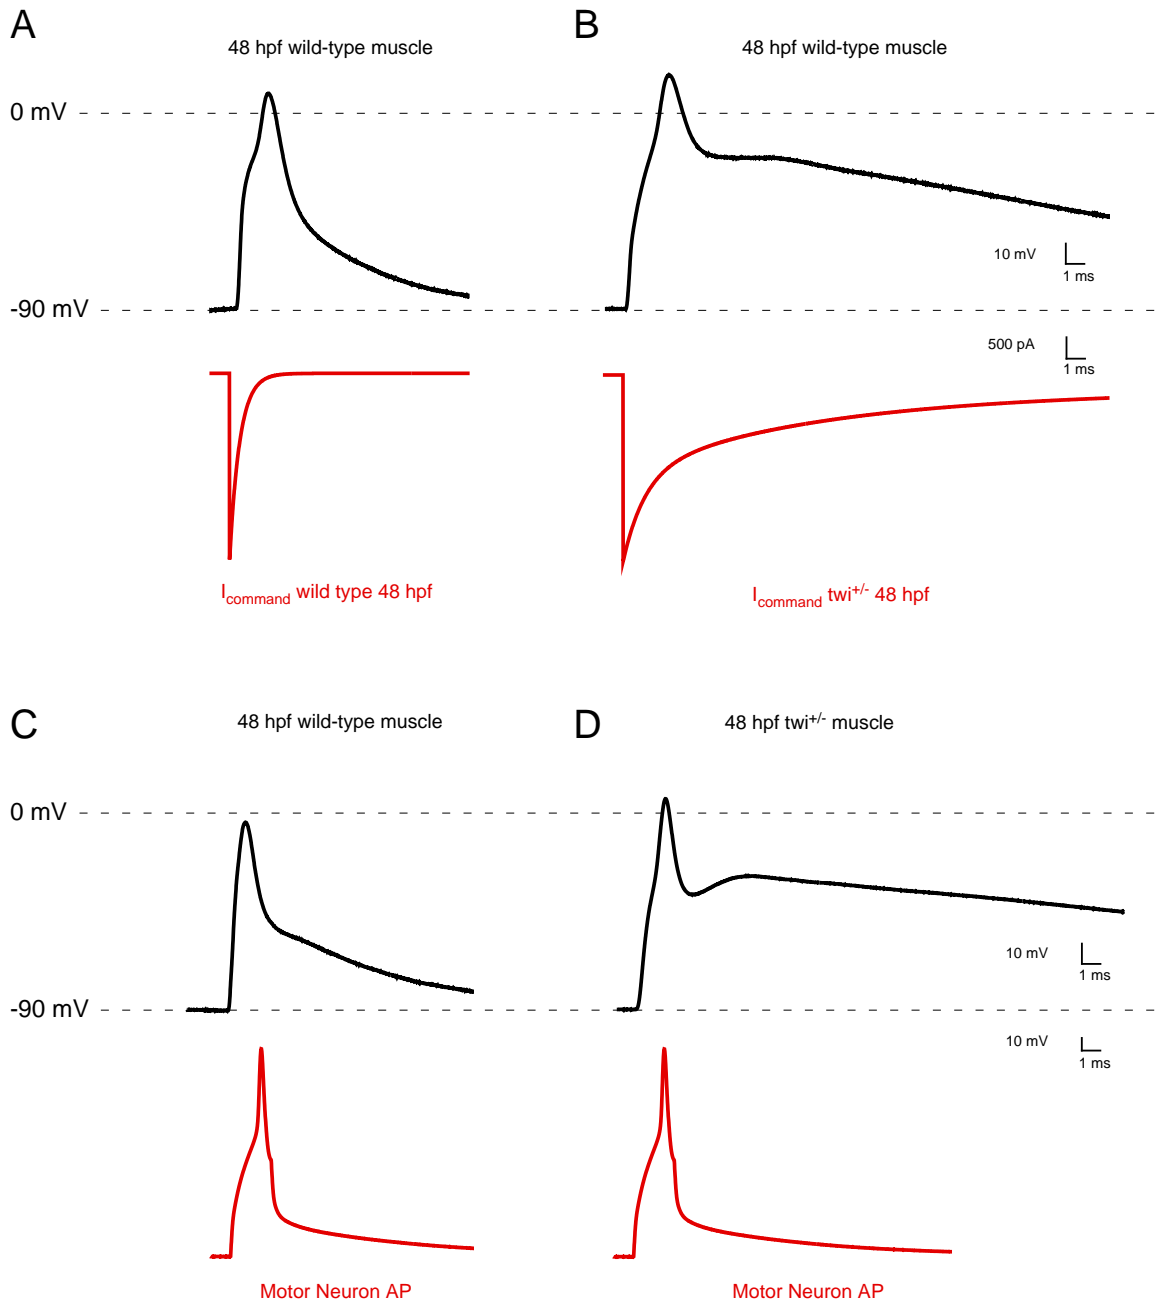 A
B
48 hpf wild-type muscle
48 hpf wild-type muscle
0 mV
10 mV
1 ms
-90 mV
500 pA
1 ms
I_command wild type 48 hpf
I_command twi+/- 48 hpf
C
D
48 hpf wild-type muscle
48 hpf twi+/- muscle
0 mV
10 mV
1 ms
-90 mV
10 mV
1 ms
Motor Neuron AP
Motor Neuron AP